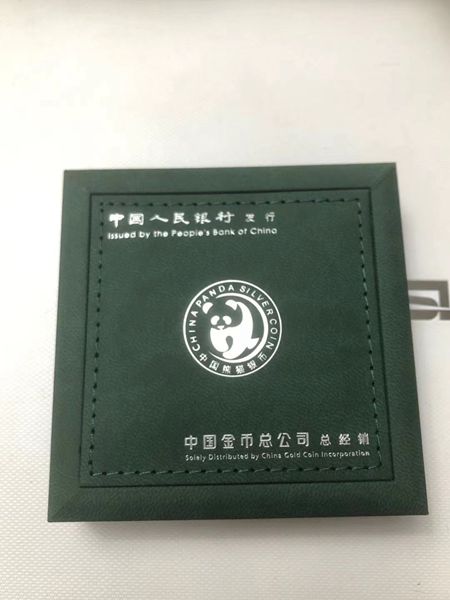 中国人民银行 发行
Issued by the People's Bank of China
CHINA PANDA SILVER COIN
中国熊猫银币
中国金币总公司 总经销
Solely Distributed by China Gold Coin Incorporation